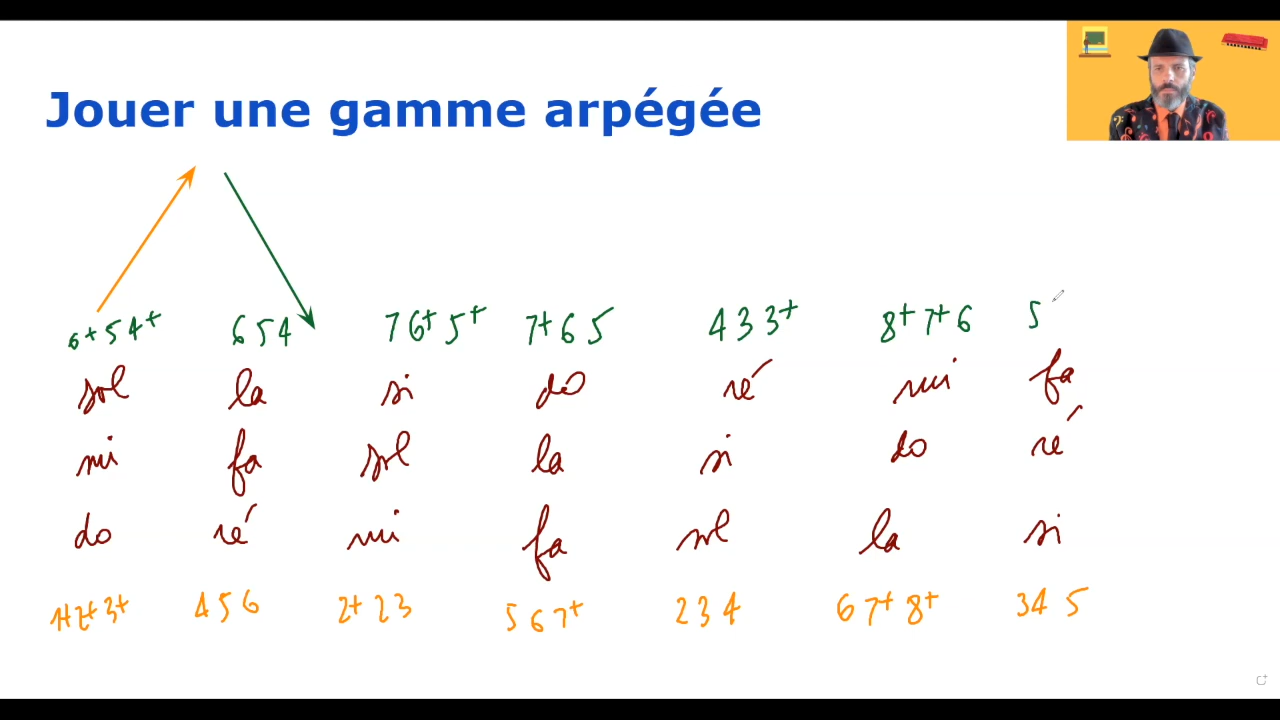 Jouer une gamme arpégée
6+ 5 4+ 6 5 4 7 6+ 5+ 7+ 6 5 4 3 3+ 8+ 7+ 6 5
sol la si do ré mi fa
mi fa sol la si do ré
do ré mi fa sol la si
1+ 2+ 3+ 4 5 6 2+ 2 3 5 6 7+ 2 3 4 6 7+ 8+ 3 4 5